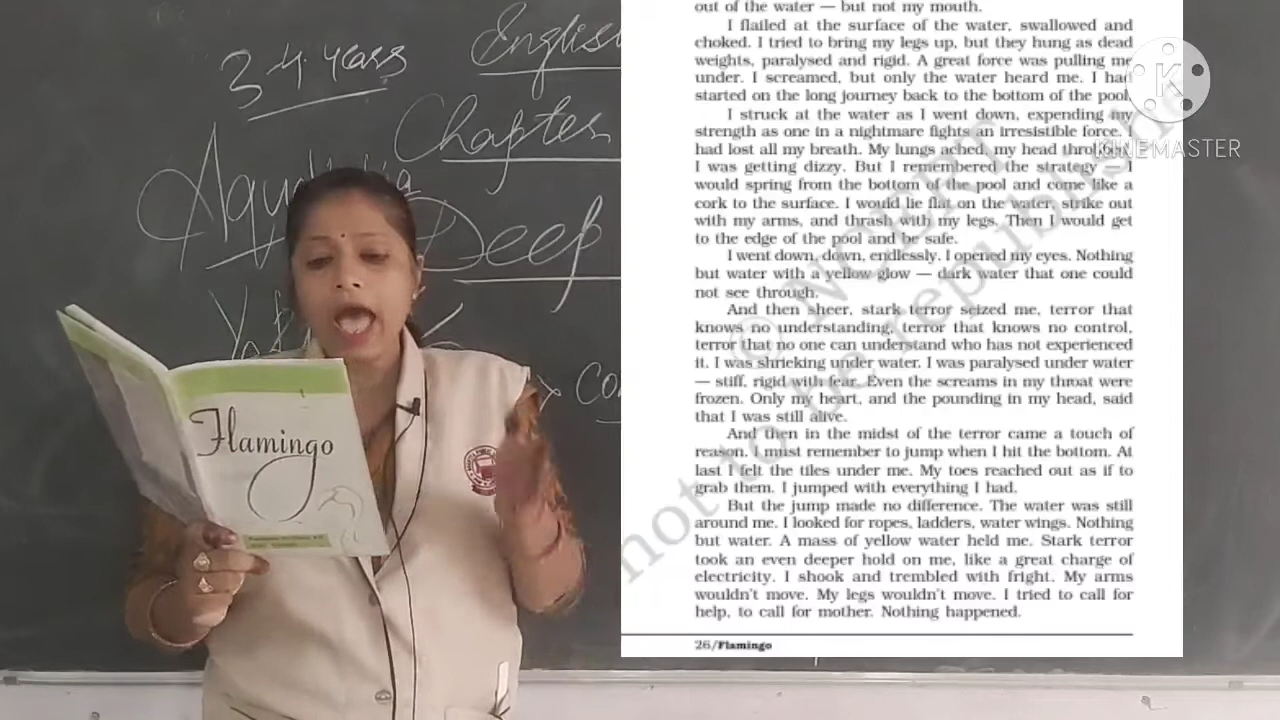 3-4 years
English
Chapter
Deep
Flamingo
out of the water — but not my mouth.
I flailed at the surface of the water, swallowed and
choked. I tried to bring my legs up, but they hung as dead
weights, paralysed and rigid. A great force was pulling me
under. I screamed, but only the water heard me. I had
started on the long journey back to the bottom of the pool.
I struck at the water as I went down, expending my
strength as one in a nightmare fights an irresistible force. I
had lost all my breath. My lungs ached, my head throbbed.
I was getting dizzy. But I remembered the strategy — I
would spring from the bottom of the pool and come like a
cork to the surface. I would lie flat on the water, strike out
with my arms, and thrash with my legs. Then I would get
to the edge of the pool and be safe.
I went down, down, endlessly. I opened my eyes. Nothing
but water with a yellow glow — dark water that one could
not see through.
And then sheer, stark terror seized me, terror that
knows no understanding, terror that knows no control,
terror that no one can understand who has not experienced
it. I was shrieking under water. I was paralysed under water
— stiff, rigid with fear. Even the screams in my throat were
frozen. Only my heart, and the pounding in my head, said
that I was still alive.
And then in the midst of the terror came a touch of
reason. I must remember to jump when I hit the bottom. At
last I felt the tiles under me. My toes reached out as if to
grab them. I jumped with everything I had.
But the jump made no difference. The water was still
around me. I looked for ropes, ladders, water wings. Nothing
but water. A mass of yellow water held me. Stark terror
took an even deeper hold on me, like a great charge of
electricity. I shook and trembled with fright. My arms
wouldn't move. My legs wouldn't move. I tried to call for
help, to call for mother. Nothing happened.
26/Flamingo
© NCERT
not to be republished
K
KINEMASTER